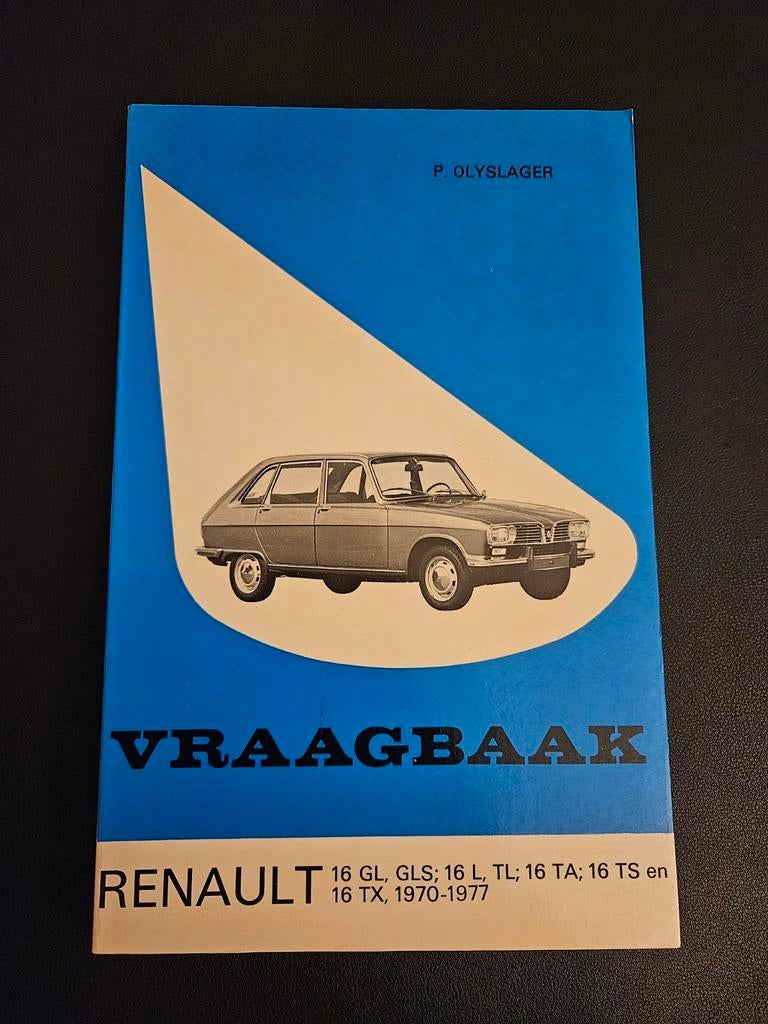 P. OLYSLAGER
VRAAGBAAK
RENAULT 16 GL, GLS; 16 L, TL; 16 TA; 16 TS en
16 TX, 1970-1977